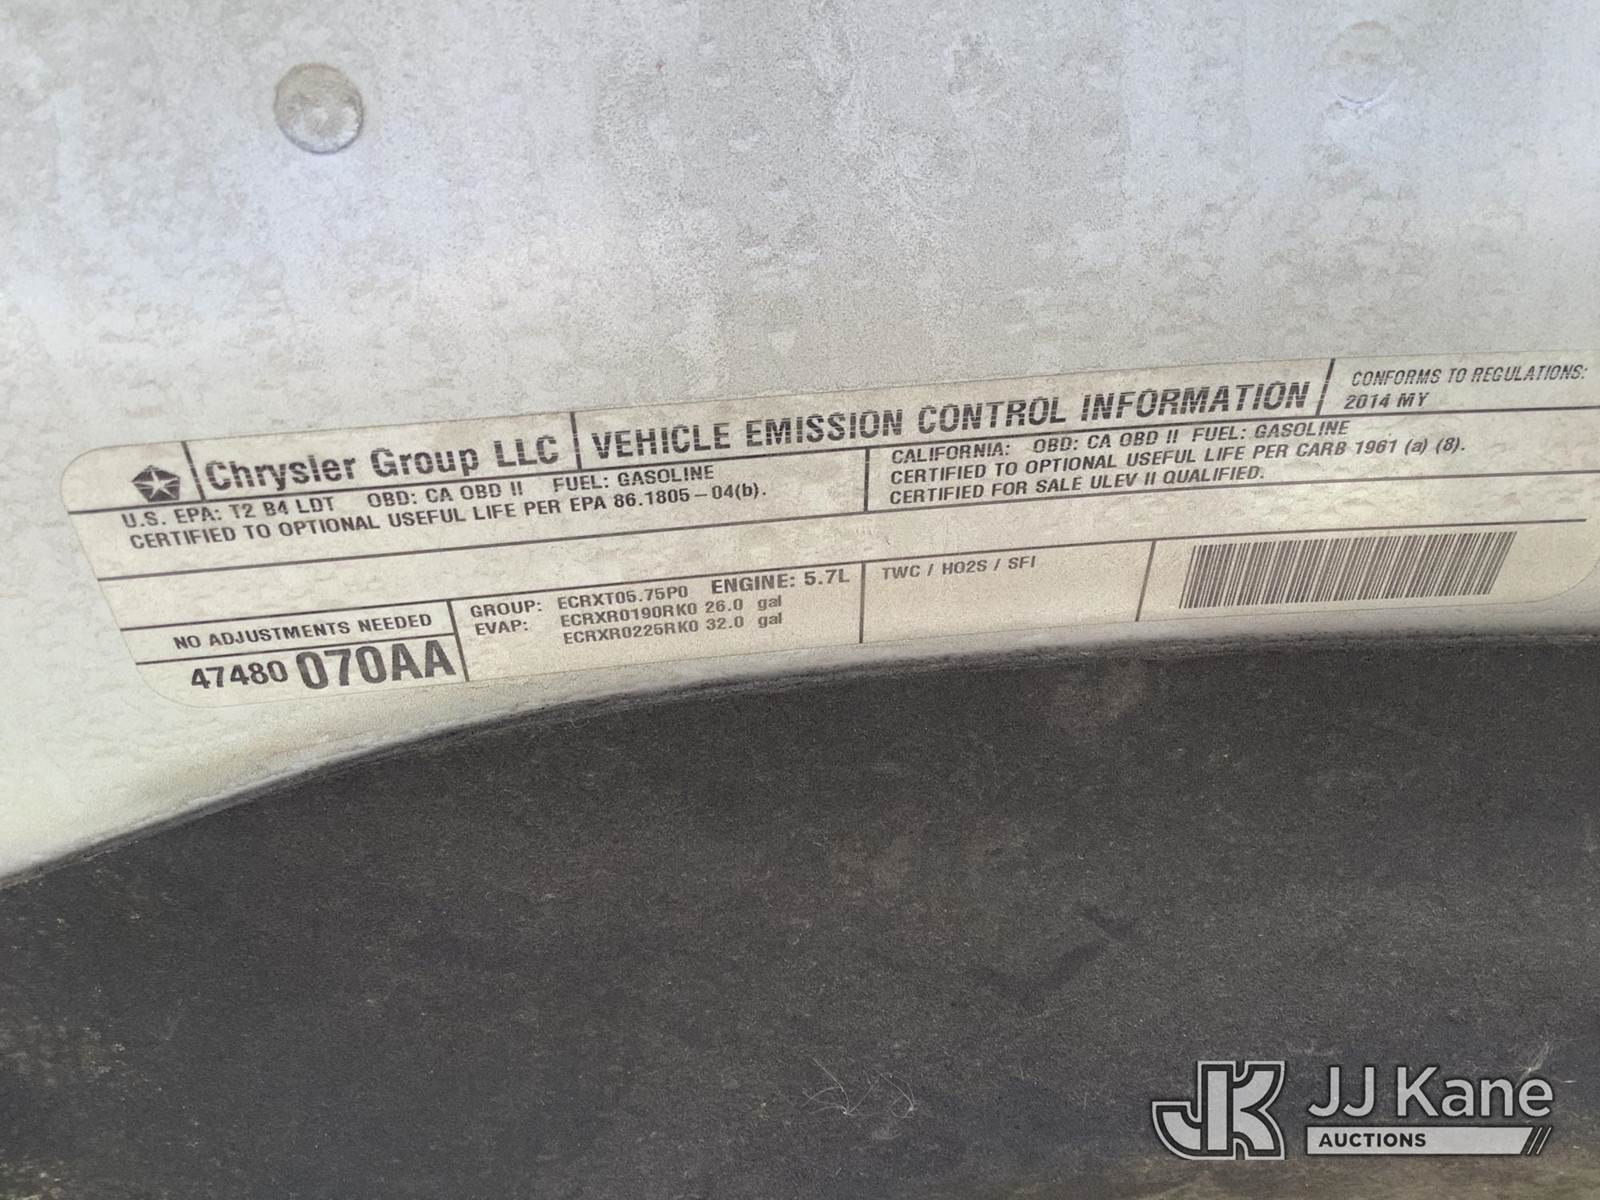 Chrysler Group LLC
VEHICLE EMISSION CONTROL INFORMATION
CONFORMS TO REGULATIONS:
2014 MY
U.S. EPA: T2 B4 LDT OBD: CA OBD II FUEL: GASOLINE
CERTIFIED TO OPTIONAL USEFUL LIFE PER EPA 86.1805-04(b).
CALIFORNIA: OBD: CA OBD II FUEL: GASOLINE
CERTIFIED TO OPTIONAL USEFUL LIFE PER CARB 1961 (a) (8).
CERTIFIED FOR SALE ULEV II QUALIFIED.
NO ADJUSTMENTS NEEDED
47480 070AA
GROUP: ECRXT05.75P0 ENGINE: 5.7L
EVAP: ECRXR0190RK0 26.0 gal
ECRXR0225RK0 32.0 gal
TWC / HO2S / SFI
JK JJ Kane
AUCTIONS